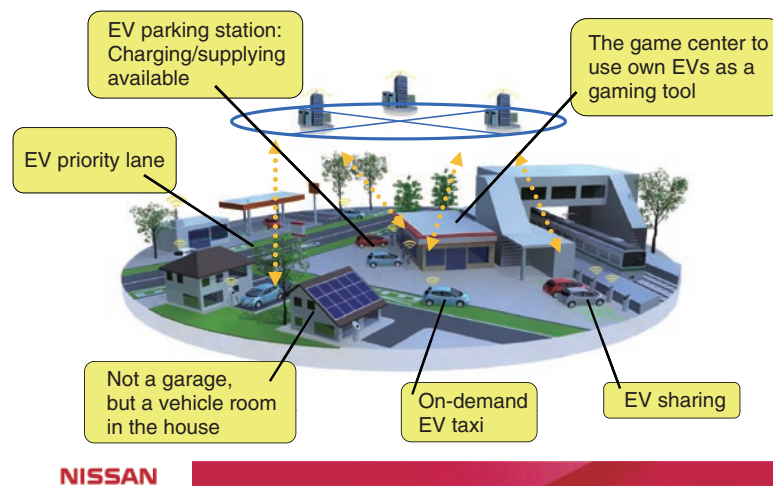 EV parking station:
Charging/supplying
available
The game center to
use own EVs as a
gaming tool
EV priority lane
Not a garage,
but a vehicle room
in the house
On-demand
EV taxi
EV sharing
NISSAN